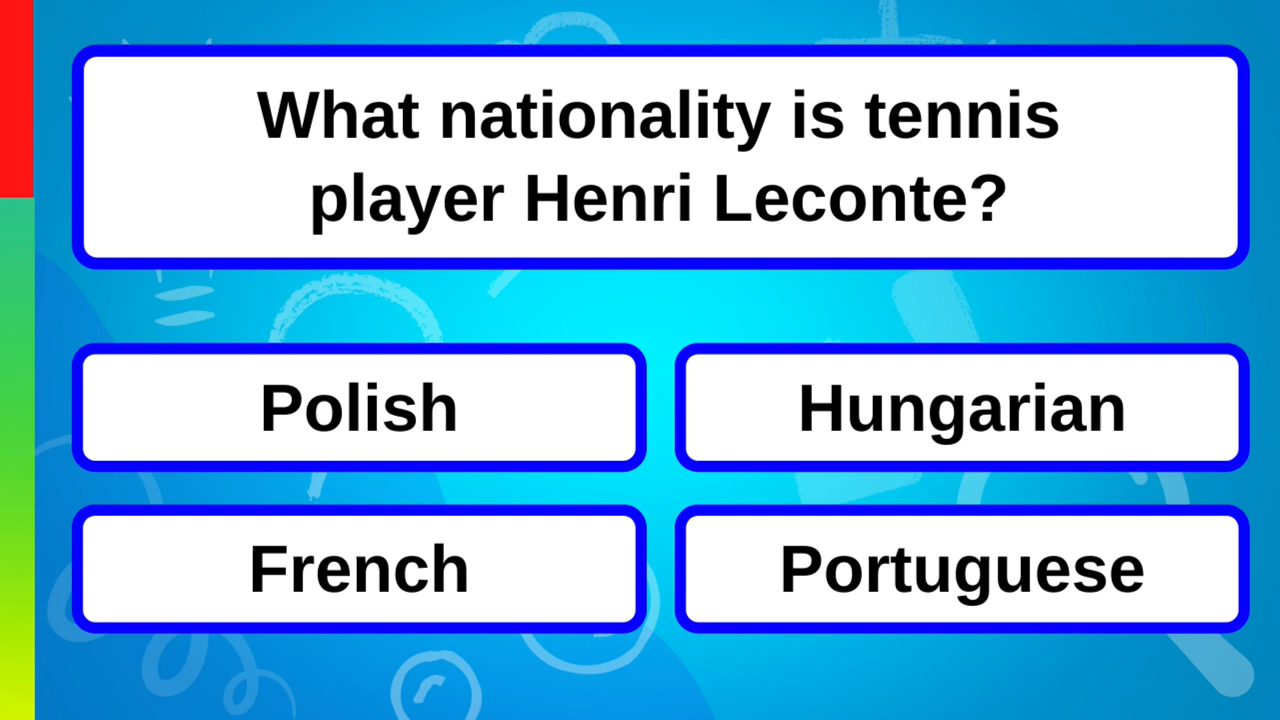 What nationality is tennis
player Henri Leconte?
Polish
Hungarian
French
Portuguese